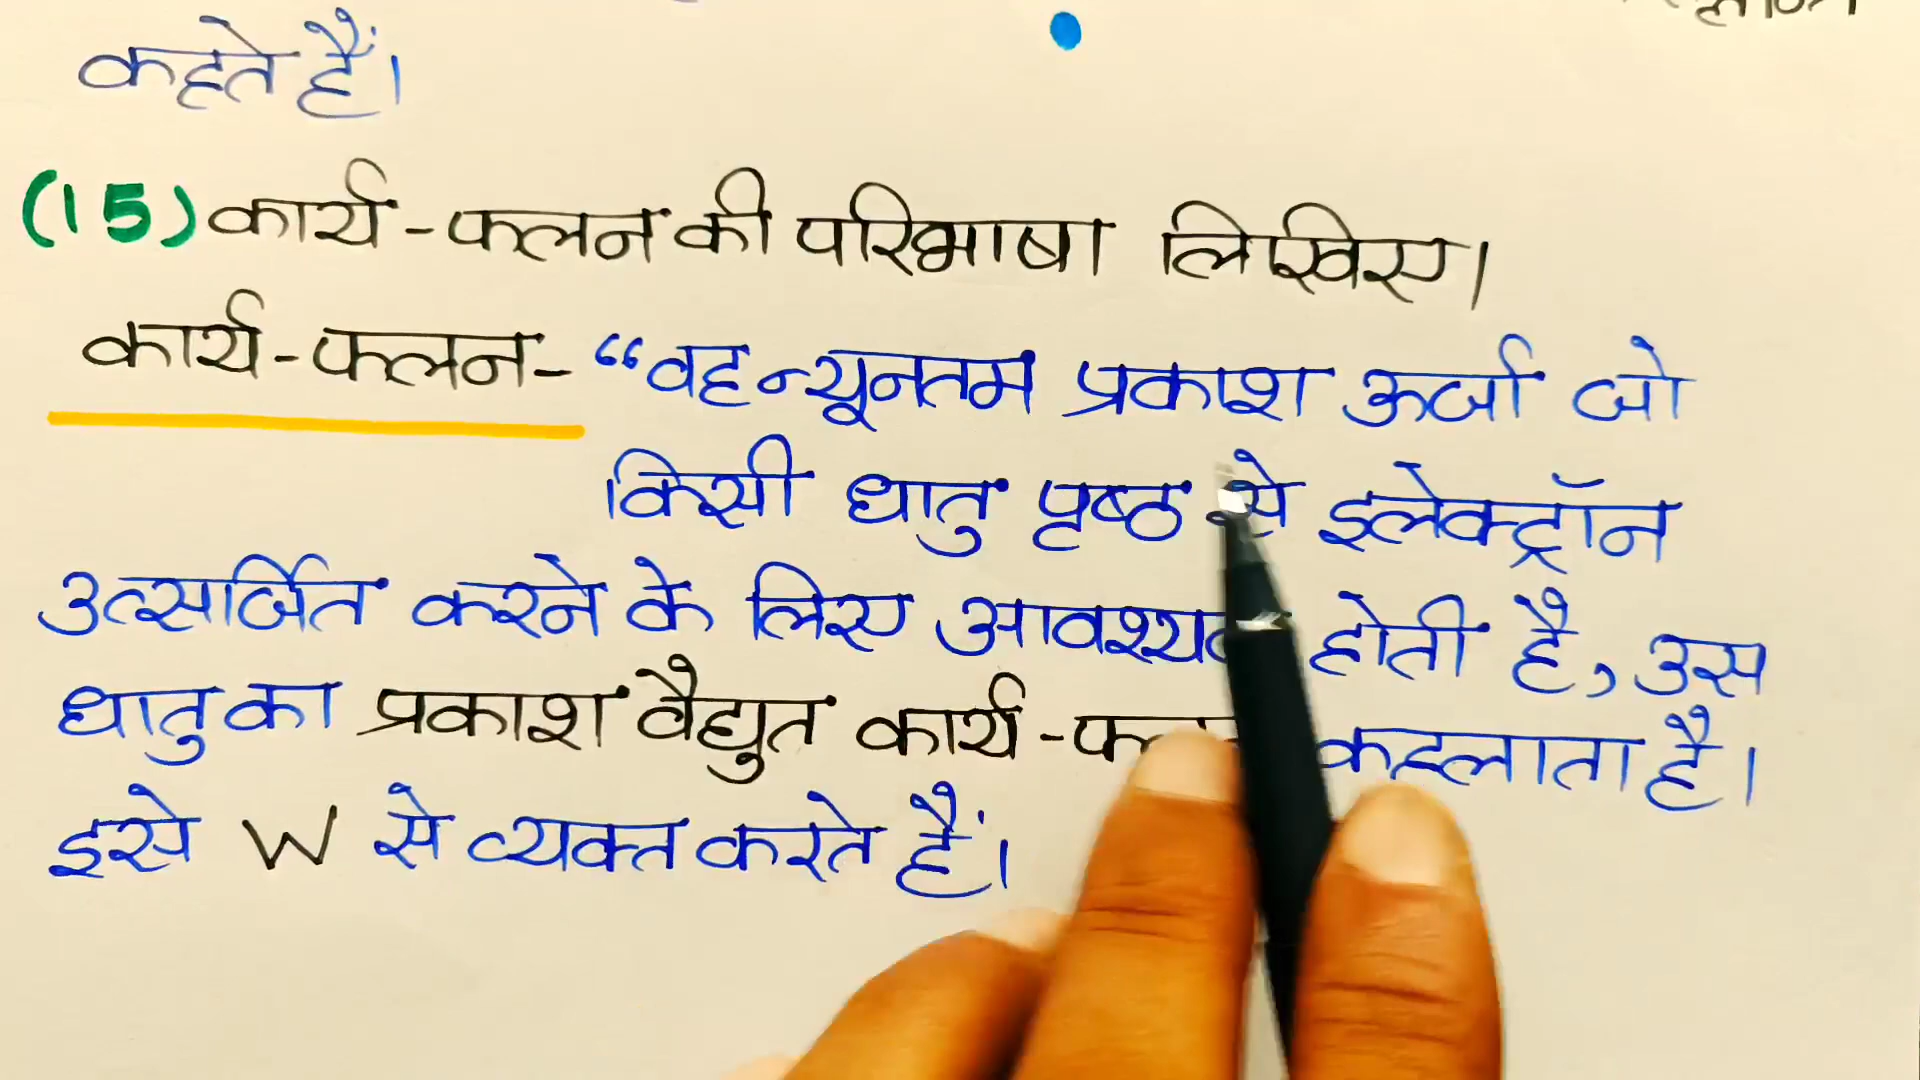 कहते हैं।
(15) कार्य-फलन की परिभाषा लिखिए।
कार्य-फलन- “वह न्यूनतम प्रकाश ऊर्जा जो
किसी धातु पृष्ठ से इलेक्ट्रॉन
उत्सर्जित करने के लिए आवश्यक होती है, उस
धातु का प्रकाश वैद्युत कार्य-फलन कहलाता है।
इसे W से व्यक्त करते हैं।